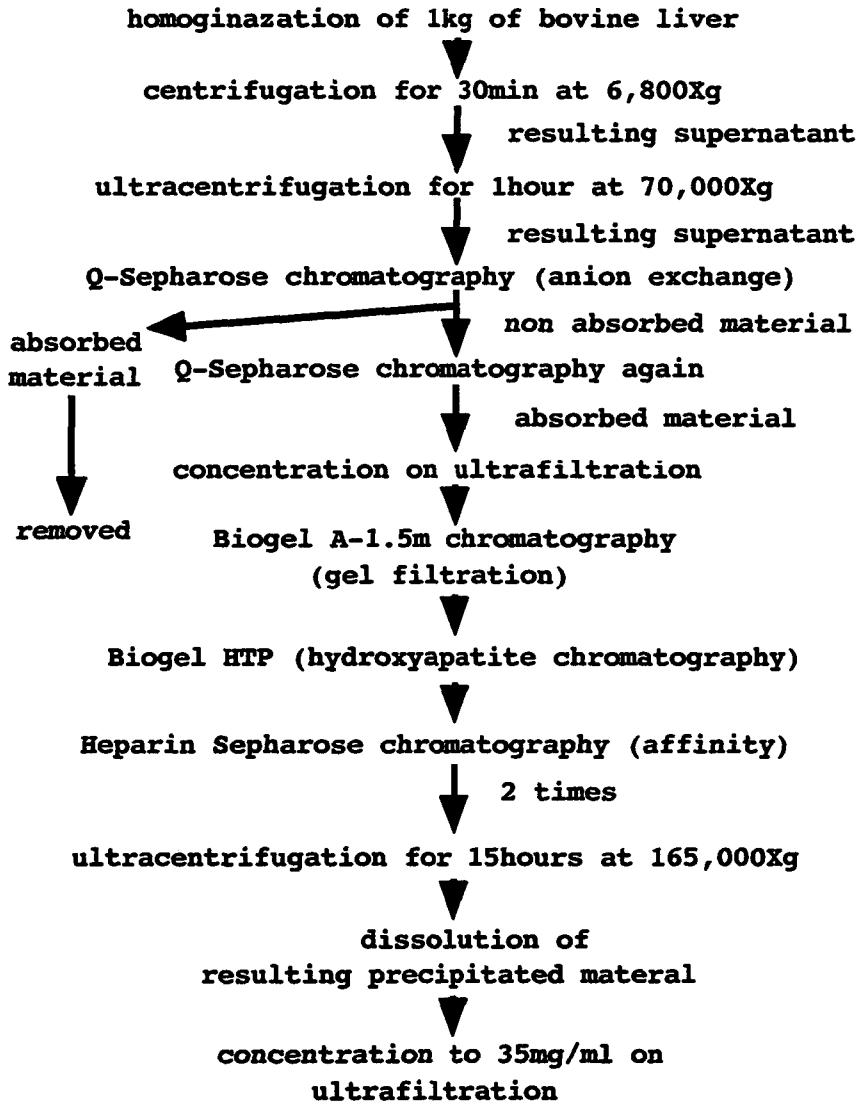 homoginazation of 1kg of bovine liver
centrifugation for 30min at 6,800Xg
resulting supernatant
ultracentrifugation for 1hour at 70,000Xg
resulting supernatant
Q-Sepharose chromatography (anion exchange)
non absorbed material
absorbed
material
Q-Sepharose chromatography again
absorbed material
concentration on ultrafiltration
removed
Biogel A-1.5m chromatography
(gel filtration)
Biogel HTP (hydroxyapatite chromatography)
Heparin Sepharose chromatography (affinity)
2 times
ultracentrifugation for 15hours at 165,000Xg
dissolution of
resulting precipitated materal
concentration to 35mg/ml on
ultrafiltration